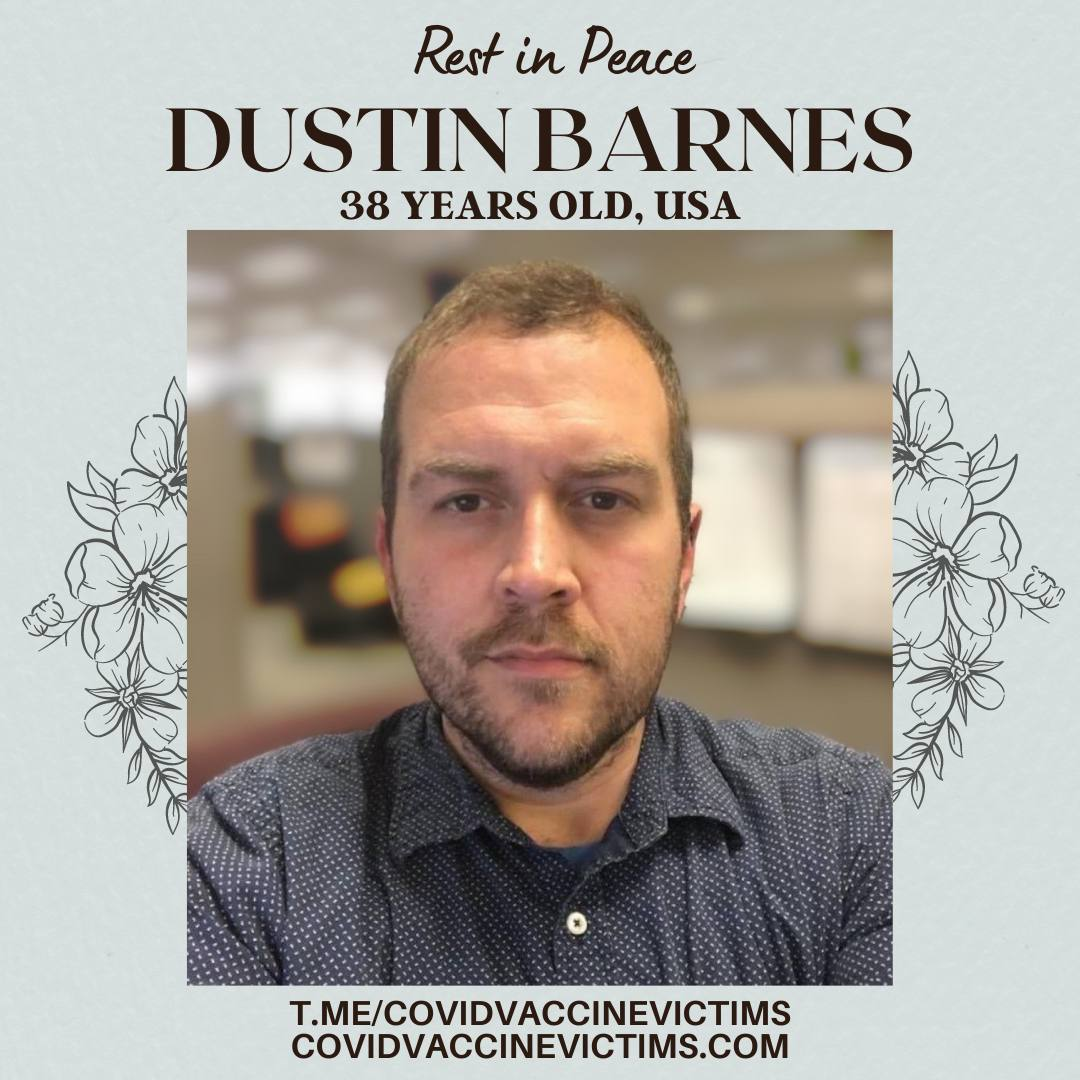 Rest in Peace
DUSTIN BARNES
38 YEARS OLD, USA
T.ME/COVIDVACCINEVICTIMS
COVIDVACCINEVICTIMS.COM